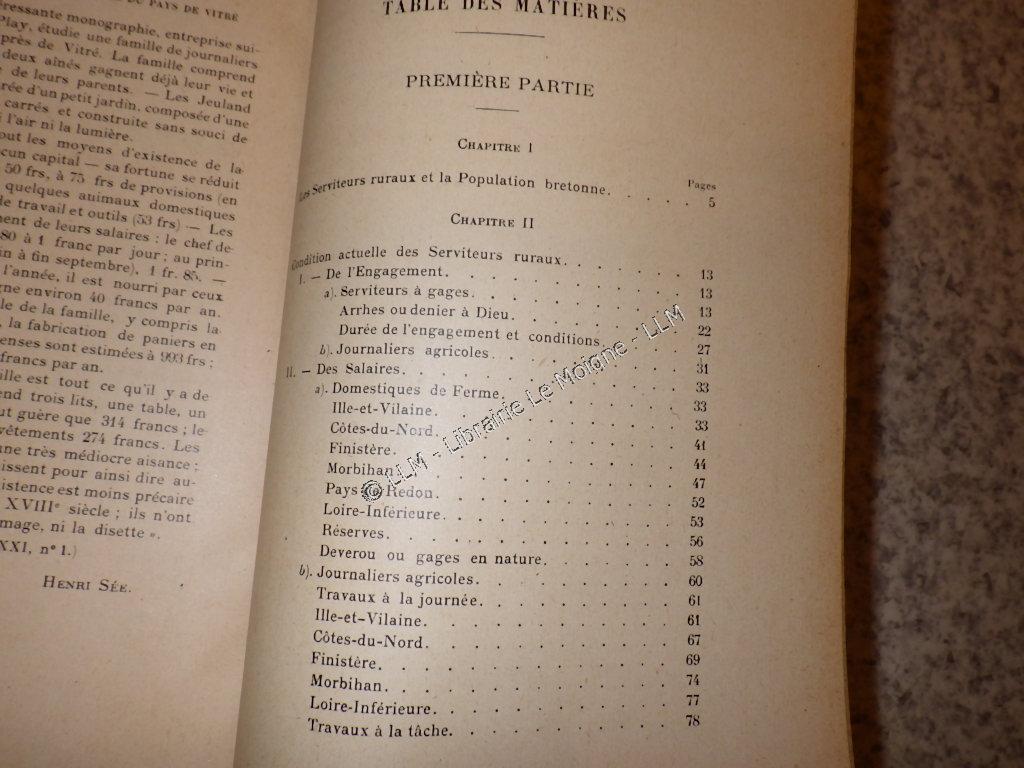 DU PAYS DE VITRÉ
éressante monographie, entreprise sui-
Play, étudie une famille de journaliers
près de Vitré. La famille comprend
deux aînés gagnent déjà leur vie et
de leurs parents. — Les Jeuland
rée d'un petit jardin, composée d'une
carrés et construite sans souci de
i l'air ni la lumière.
out les moyens d'existence de la-
cun capital — sa fortune se réduit
50 frs, à 75 frs de provisions (en
quelques animaux domestiques
de travail et outils (53 frs) — Les
ment de leurs salaires : le chef de-
80 à 1 franc par jour ; au prin-
in à fin septembre), 1 fr. 85. —
l'année, il est nourri par ceux
gne environ 40 francs par an.
le de la famille, y compris la-
, la fabrication de paniers en
enses sont estimées à 993 frs ;
francs par an.
ille est tout ce qu'il y a de
end trois lits, une table, un
ut guère que 314 francs ; le-
vêtements 274 francs. Les
une très médiocre aisance ;
issent pour ainsi dire au-
istence est moins précaire
XVIIIe siècle ; ils n'ont
mage, ni la disette ».
XXI, n° 1.)
HENRI SÉE.
TABLE DES MATIÈRES
PREMIÈRE PARTIE
CHAPITRE I
Pages
Les Serviteurs ruraux et la Population bretonne. . . . . . 5
CHAPITRE II
Condition actuelle des Serviteurs ruraux. . . . . . . 13
I. — De l'Engagement. . . . . . . . . . . 13
a). Serviteurs à gages. . . . . . . . . . 13
Arrhes ou denier à Dieu. . . . . . . . 22
Durée de l'engagement et conditions. . . . . 27
b). Journaliers agricoles. . . . . . . . . 31
II. — Des Salaires. . . . . . . . . . . . 33
a). Domestiques de Ferme. . . . . . . . . 33
Ille-et-Vilaine. . . . . . . . . . . 33
Côtes-du-Nord. . . . . . . . . . . 41
Finistère. . . . . . . . . . . . . 44
Morbihan. . . . . . . . . . . . . 47
Pays de Redon. . . . . . . . . . . 52
Loire-Inférieure. . . . . . . . . . . 53
Réserves. . . . . . . . . . . . . 56
Deverou ou gages en nature. . . . . . . 58
b). Journaliers agricoles. . . . . . . . . 60
Travaux à la journée. . . . . . . . . 61
Ille-et-Vilaine. . . . . . . . . . . 61
Côtes-du-Nord. . . . . . . . . . . 67
Finistère. . . . . . . . . . . . . 69
Morbihan. . . . . . . . . . . . . 74
Loire-Inférieure. . . . . . . . . . . 77
Travaux à la tâche. . . . . . . . . . 78
© LLM - Librairie Le Moigne - LLM